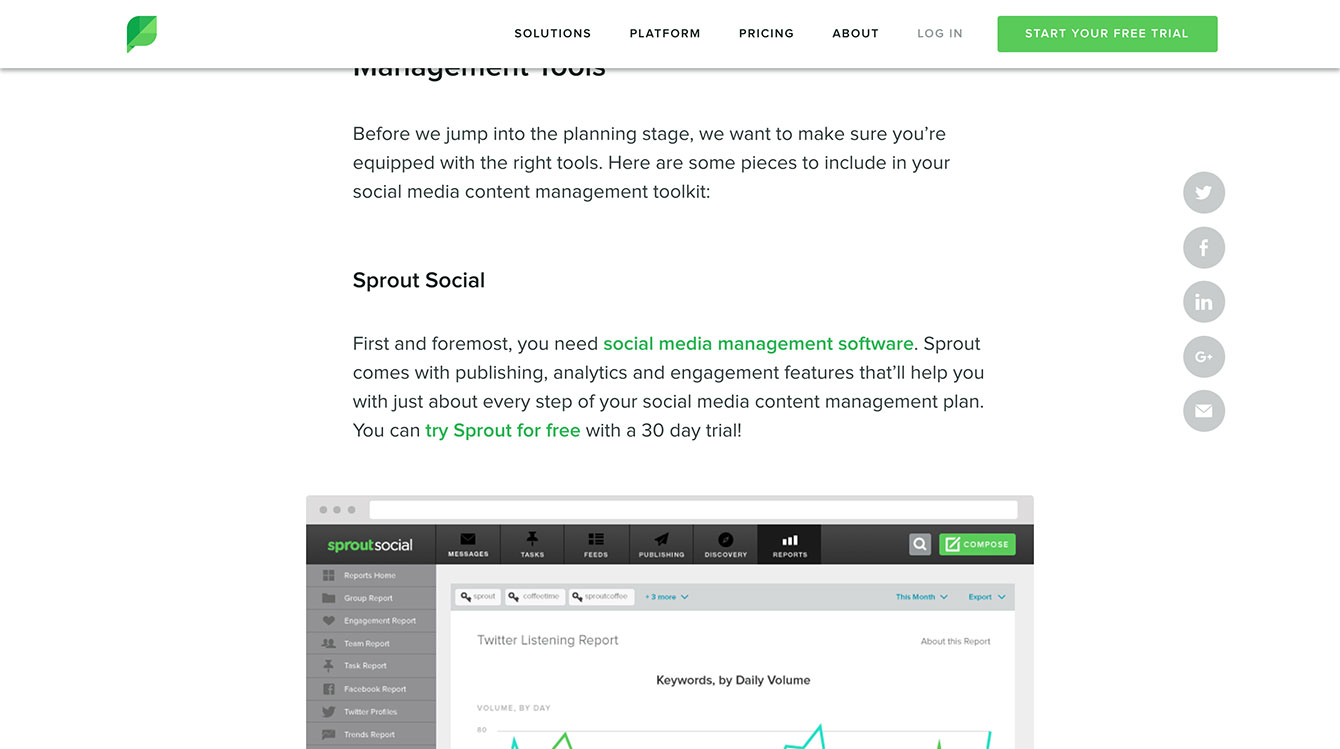 SOLUTIONS PLATFORM PRICING ABOUT LOG IN START YOUR FREE TRIAL
Management Tools
Before we jump into the planning stage, we want to make sure you’re
equipped with the right tools. Here are some pieces to include in your
social media content management toolkit:
Sprout Social
First and foremost, you need social media management software. Sprout
comes with publishing, analytics and engagement features that’ll help you
with just about every step of your social media content management plan.
You can try Sprout for free with a 30 day trial!
sproutsocial MESSAGES TASKS FEEDS PUBLISHING DISCOVERY REPORTS COMPOSE
Reports Home
Group Report
Engagement Report
Team Report
Task Report
Facebook Report
Twitter Profiles
Trends Report
sprout coffeetime sproutcoffee + 3 more This Month Export
Twitter Listening Report About this Report
Keywords, by Daily Volume
VOLUME, BY DAY
80